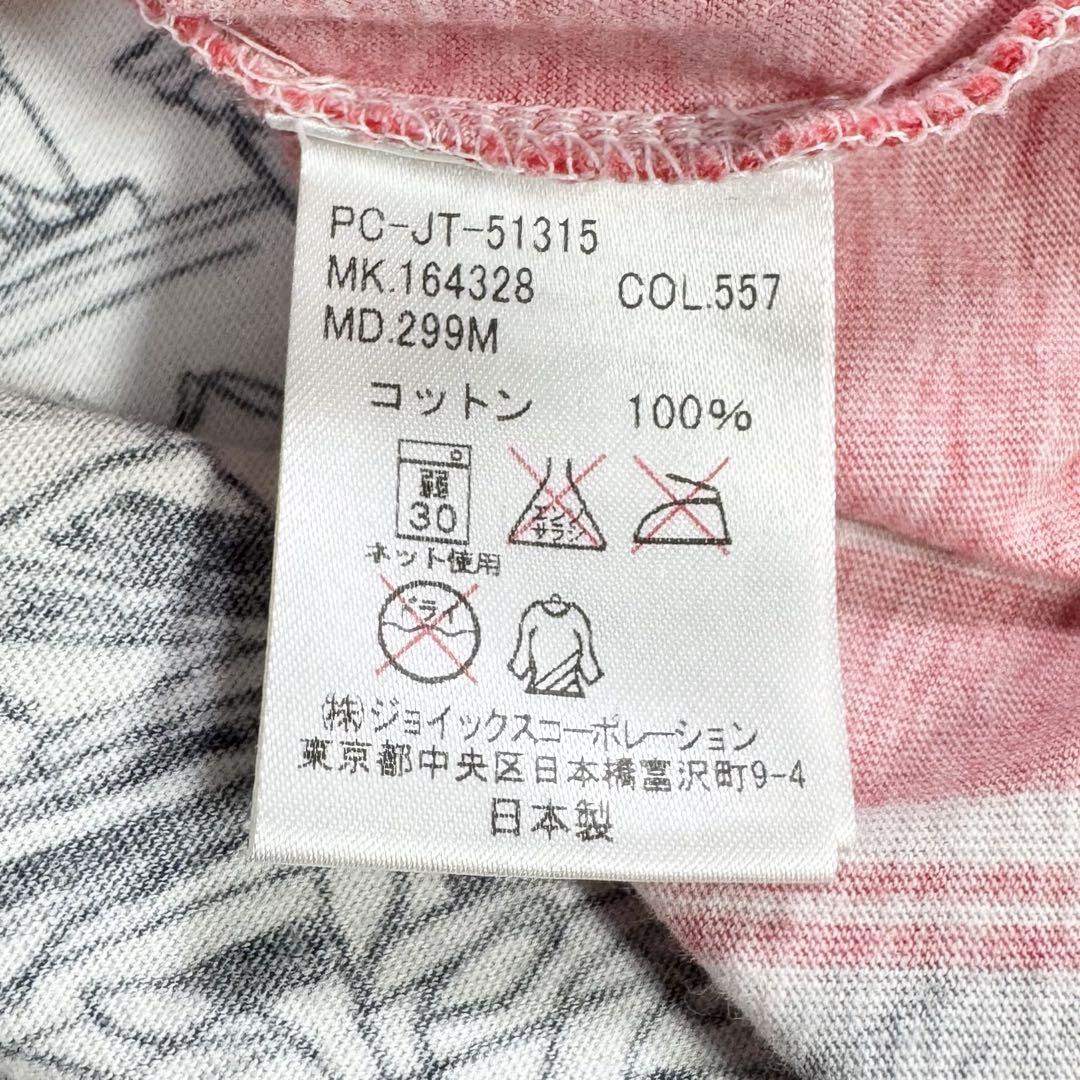 PC-JT-51315
MK.164328 COL.557
MD.299M
コットン 100%
弱
30
エンソ
サラシ
ネット使用
ドライ
(株)ジョイックスコーポレーション
東京都中央区日本橋富沢町9-4
日本製